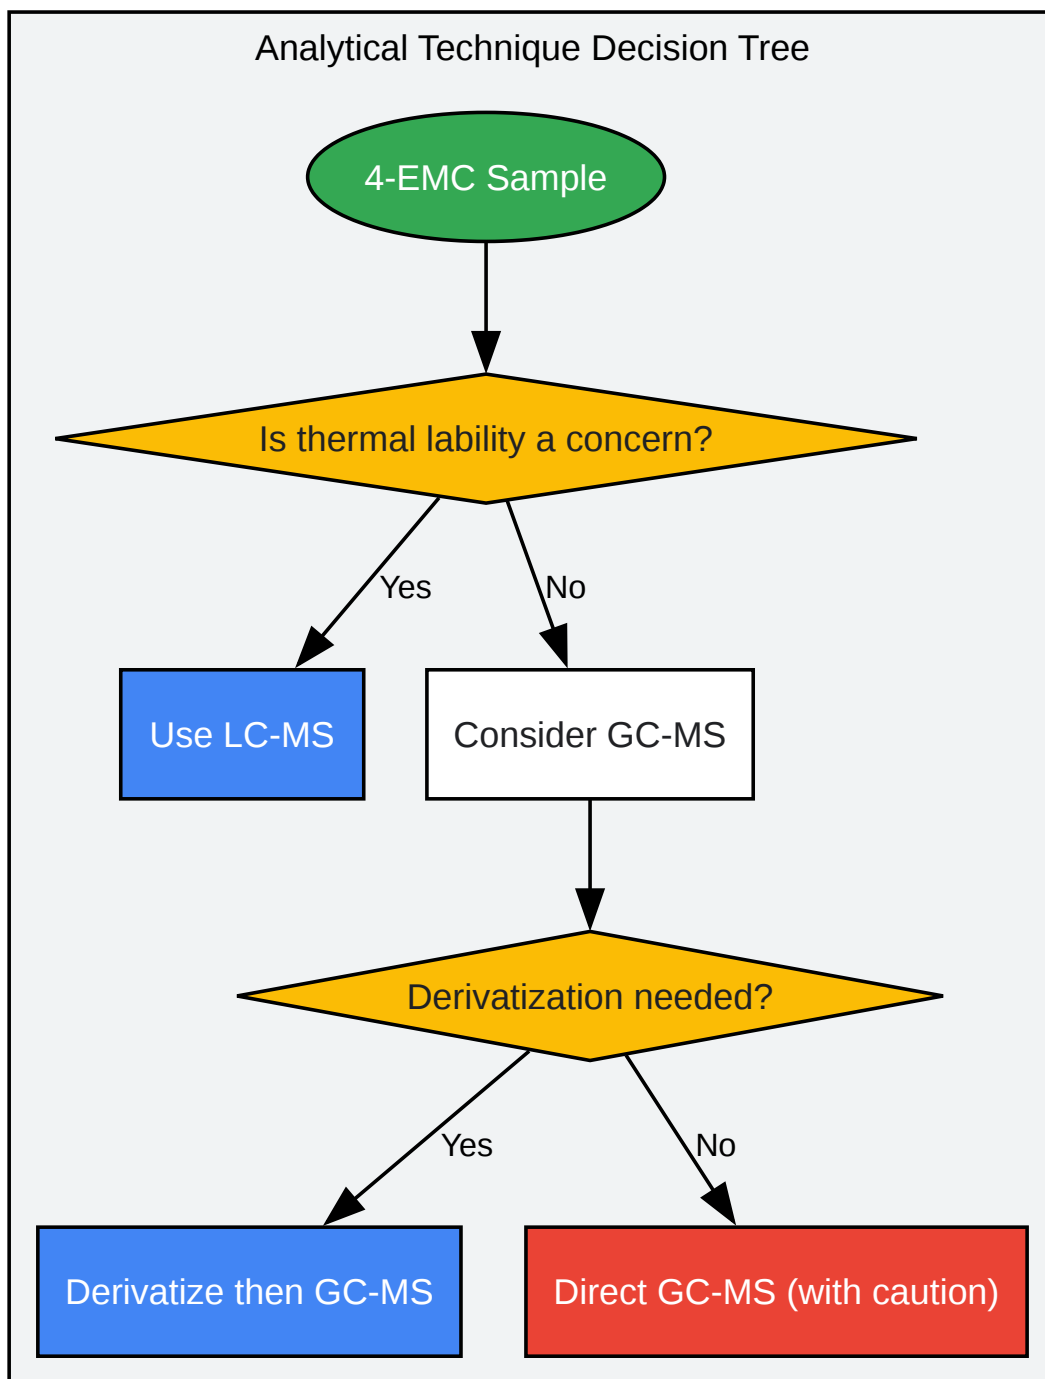 Analytical Technique Decision Tree
4-EMC Sample
Is thermal lability a concern?
Yes
No
Use LC-MS
Consider GC-MS
Derivatization needed?
Yes
No
Derivatize then GC-MS
Direct GC-MS (with caution)